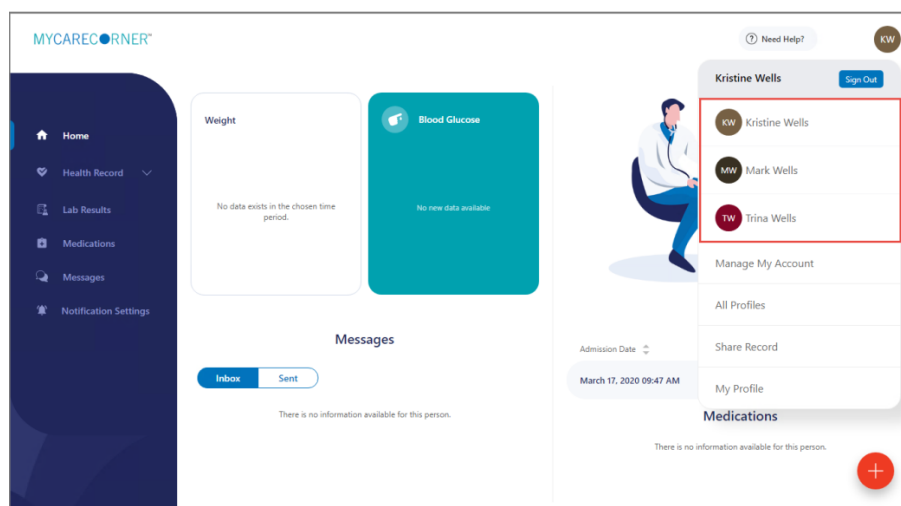 MYCARECORNER™
Need Help?
KW
Kristine Wells
Sign Out
KW Kristine Wells
MW Mark Wells
TW Trina Wells
Manage My Account
All Profiles
Share Record
My Profile
Home
Health Record
Lab Results
Medications
Messages
Notification Settings
Weight
No data exists in the chosen time
period.
Blood Glucose
No new data available
Messages
Inbox
Sent
There is no information available for this person.
Admission Date
March 17, 2020 09:47 AM
Medications
There is no information available for this person.